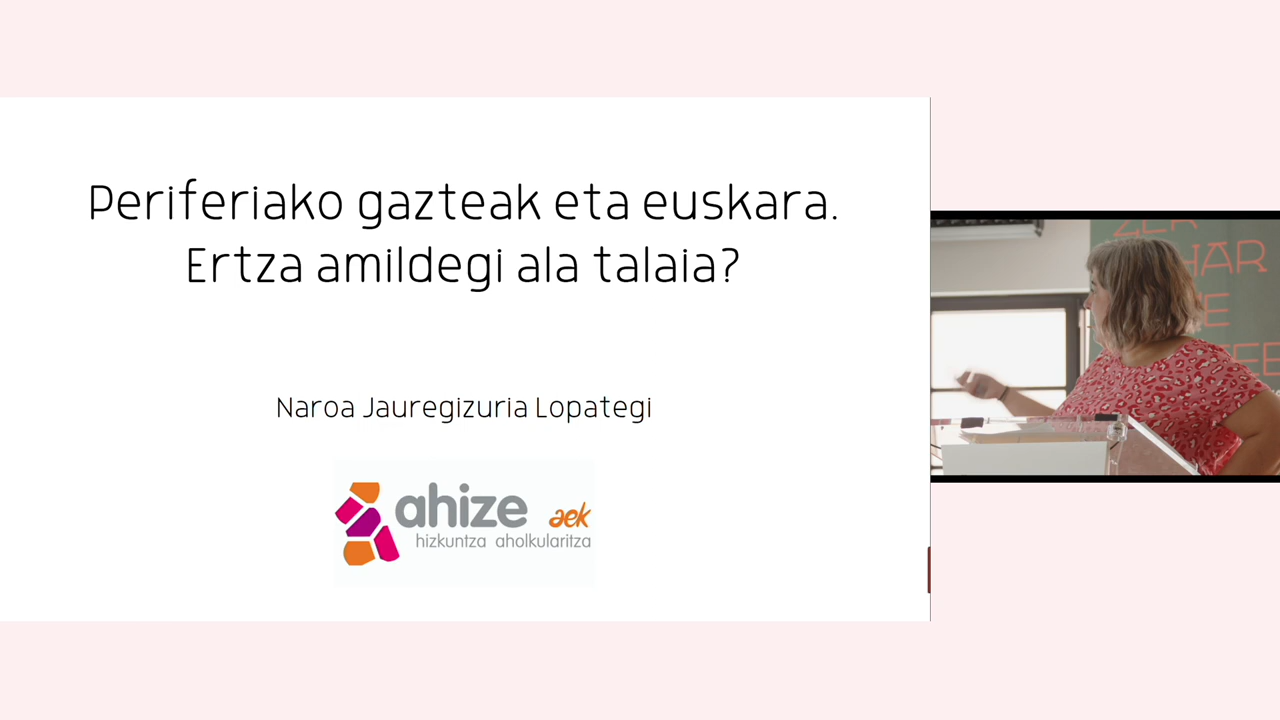 Periferiako gazteak eta euskara.
Ertza amildegi ala talaia?
Naroa Jauregizuria Lopategi
ahize aek
hizkuntza aholkularitza